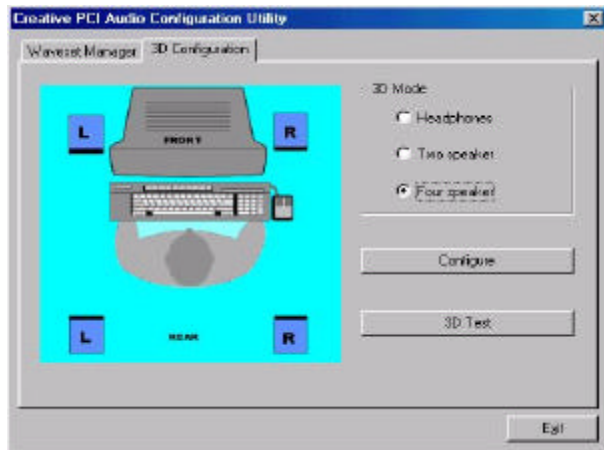 Creative PCI Audio Configuration Utility
Waveset Manager
3D Configuration
L
FRONT
R
L
REAR
R
3D Mode
Headphones
Two speaker
Four speaker
Configure
3D Test
Exit